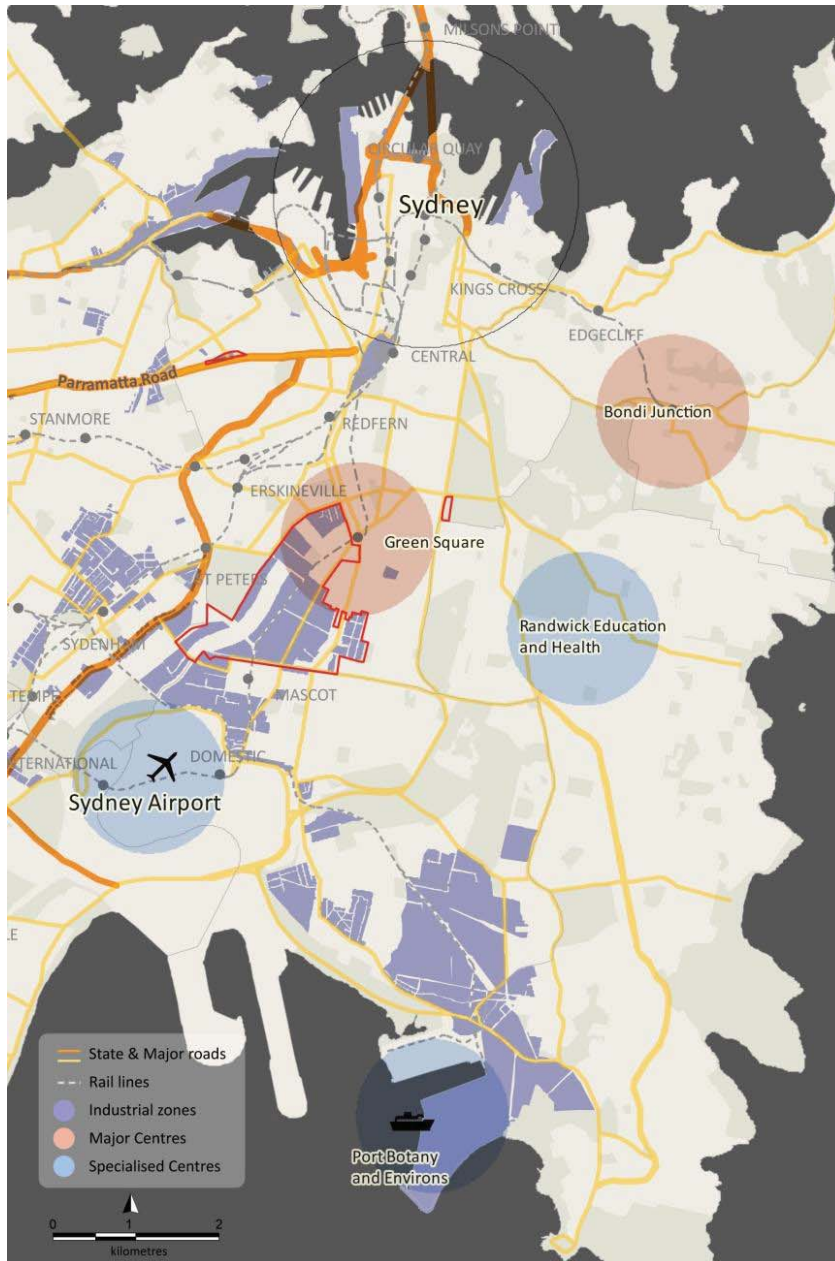 MILSONS POINT
CIRCULAR QUAY
Sydney
KINGS CROSS
EDGECLIFF
CENTRAL
Parramatta Road
Bondi Junction
STANMORE
REDFERN
ERSKINEVILLE
Green Square
ST PETERS
Randwick Education
and Health
SYDENHAM
TEMPE
MASCOT
DOMESTIC
TERNATIONAL
Sydney Airport
LE
State & Major roads
Rail lines
Industrial zones
Major Centres
Specialised Centres
Port Botany
and Environs
0 1 2
kilometres